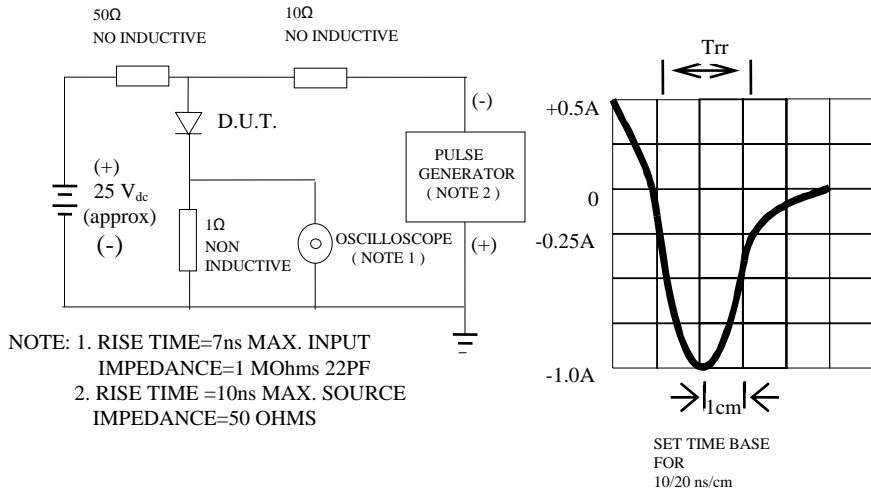 50Ω
NO INDUCTIVE
10Ω
NO INDUCTIVE
D.U.T.
(+)
25 Vdc
(approx)
(-)
1Ω
NON
INDUCTIVE
OSCILLOSCOPE
( NOTE 1 )
(-)
PULSE
GENERATOR
( NOTE 2 )
(+)
NOTE: 1. RISE TIME=7ns MAX. INPUT
IMPEDANCE=1 MOhms 22PF
2. RISE TIME =10ns MAX. SOURCE
IMPEDANCE=50 OHMS
Trr
+0.5A
0
-0.25A
-1.0A
1cm
SET TIME BASE
FOR
10/20 ns/cm